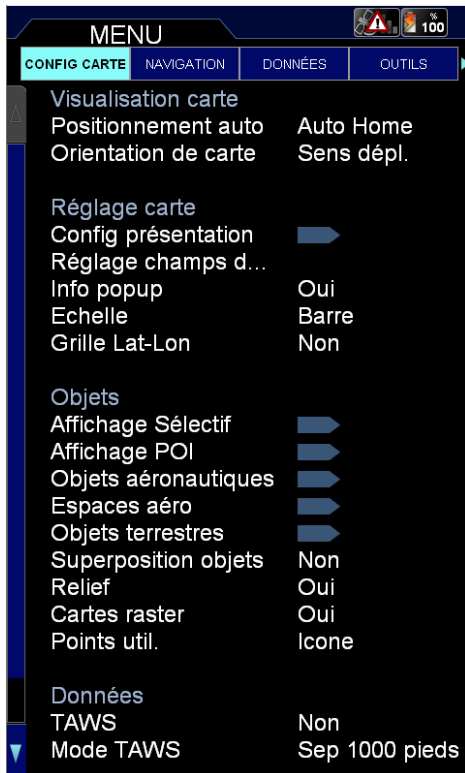 MENU
%
100
CONFIG CARTE NAVIGATION DONNÉES OUTILS
Visualisation carte
Positionnement auto Auto Home
Orientation de carte Sens dépl.
Réglage carte
Config présentation
Réglage champs d...
Info popup Oui
Echelle Barre
Grille Lat-Lon Non
Objets
Affichage Sélectif
Affichage POI
Objets aéronautiques
Espaces aéro
Objets terrestres
Superposition objets Non
Relief Oui
Cartes raster Oui
Points util. Icone
Données
TAWS Non
Mode TAWS Sep 1000 pieds